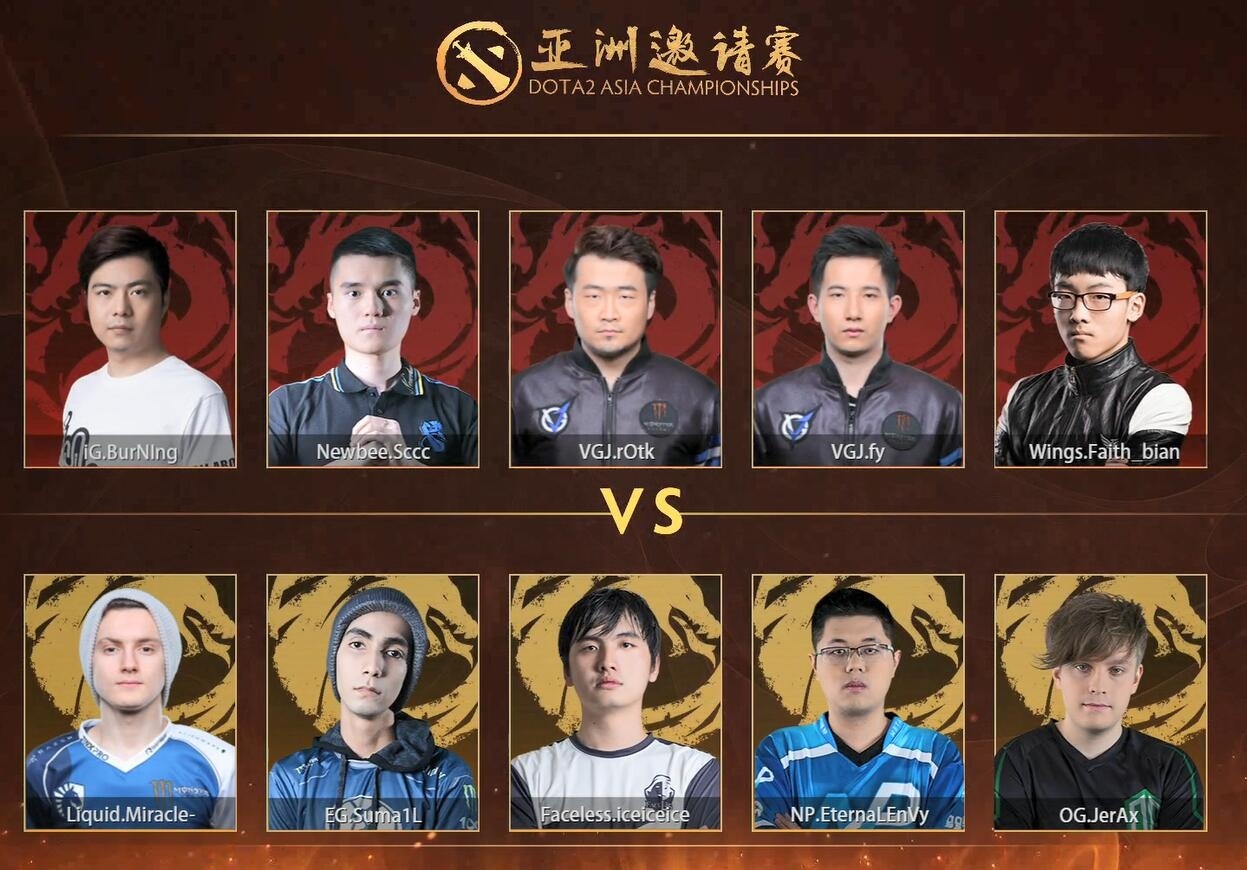 亚洲邀请赛
DOTA2 ASIA CHAMPIONSHIPS
iG.BurNIng
Newbee.Sccc
VGJ.rOtk
VGJ.fy
Wings.Faith_bian
VS
Liquid.Miracle-
EG.Suma1L
Faceless.iceiceice
NP.EternaLEnVy
OG.JerAx